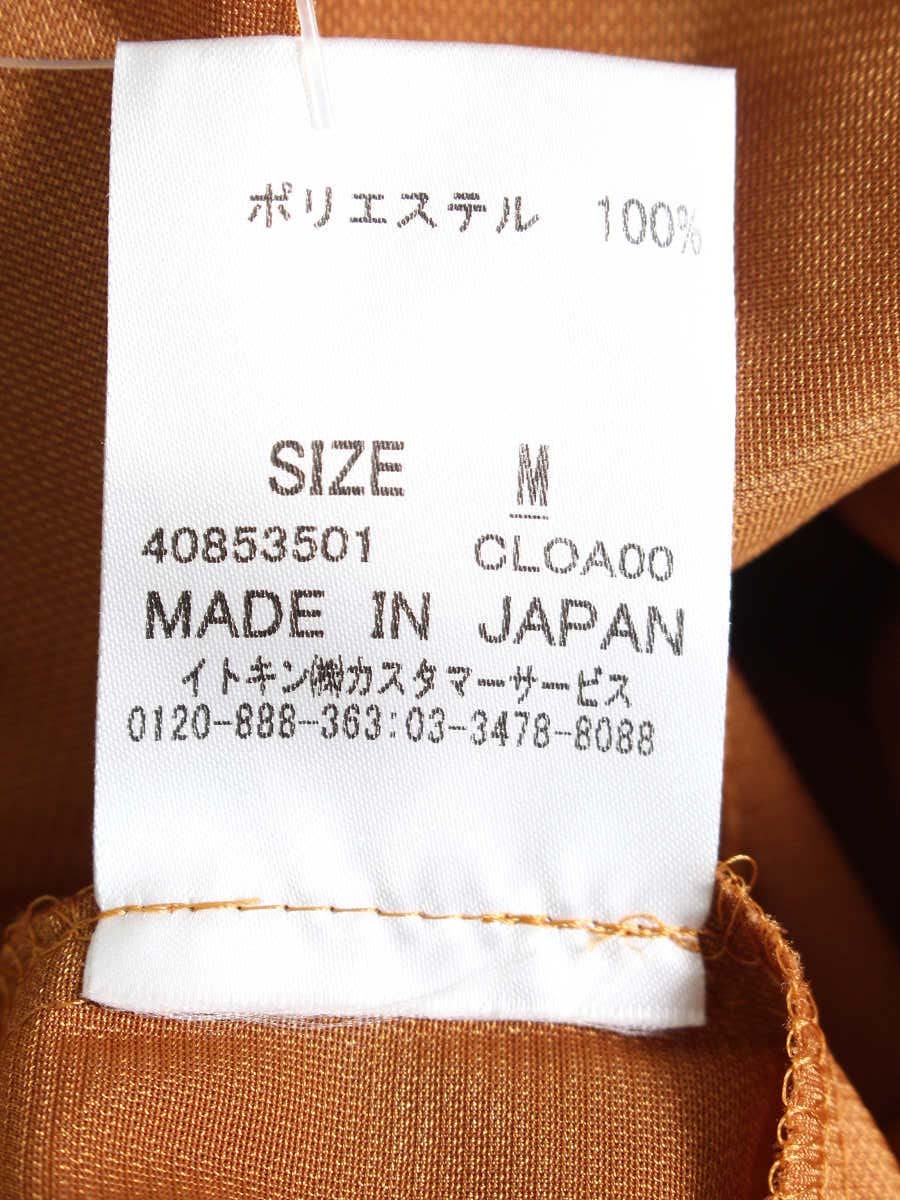 ポリエステル 100%
SIZE M
40853501 CLOA00
MADE IN JAPAN
イトキン㈱カスタマーサービス
0120-888-363:03-3478-8088